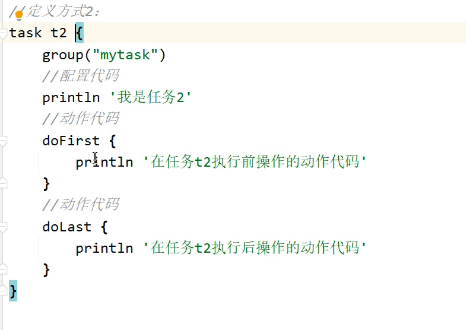 //定义方式2：
task t2 {
    group("mytask")
    //配置代码
    println '我是任务2'
    //动作代码
    doFirst {
        println '在任务t2执行前操作的动作代码'
    }
    //动作代码
    doLast {
        println '在任务t2执行后操作的动作代码'
    }
}